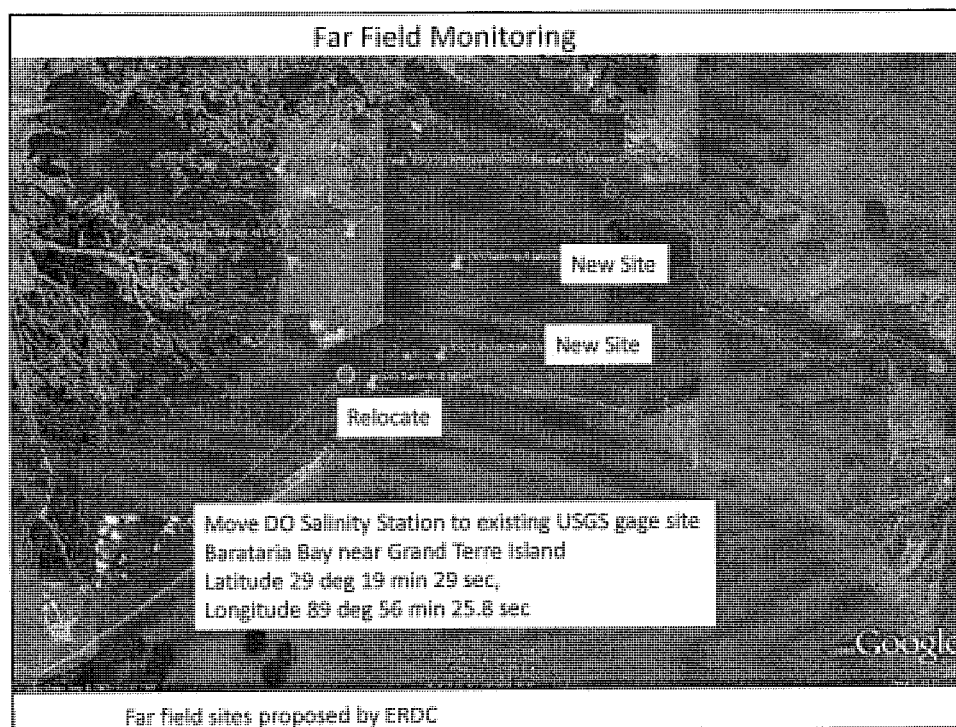 Far Field Monitoring
New Site
New Site
Relocate
Move DO Salinity Station to existing USGS gage site
Barataria Bay near Grand Terre Island
Latitude 29 deg 19 min 29 sec,
Longitude 89 deg 56 min 25.8 sec
Google
Far field sites proposed by ERDC